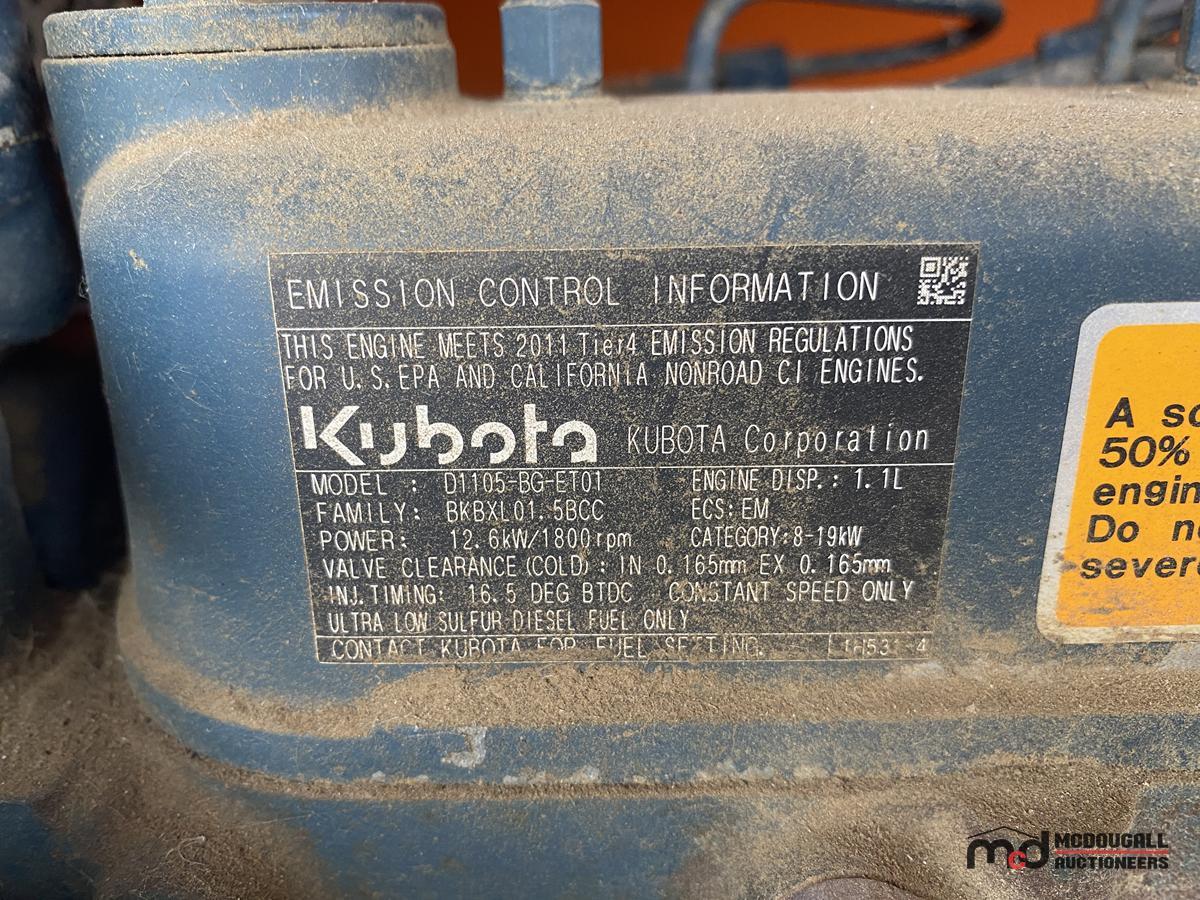 EMISSION CONTROL INFORMATION
THIS ENGINE MEETS 2011 Tier4 EMISSION REGULATIONS
FOR U.S.EPA AND CALIFORNIA NONROAD CI ENGINES.
Kubota KUBOTA Corporation
MODEL : D1105-BG-ET01 ENGINE DISP.: 1.1L
FAMILY: BKBXL01.5BCC ECS:EM
POWER: 12.6kW/1800rpm CATEGORY:8-19kW
VALVE CLEARANCE(COLD): IN 0.165mm EX 0.165mm
INJ.TIMING: 16.5 DEG BTDC CONSTANT SPEED ONLY
ULTRA LOW SULFUR DIESEL FUEL ONLY
CONTACT KUBOTA FOR FUEL SETTING.
A
50%
engin
Do
severe
mcd MCDOUGALL
AUCTIONEERS